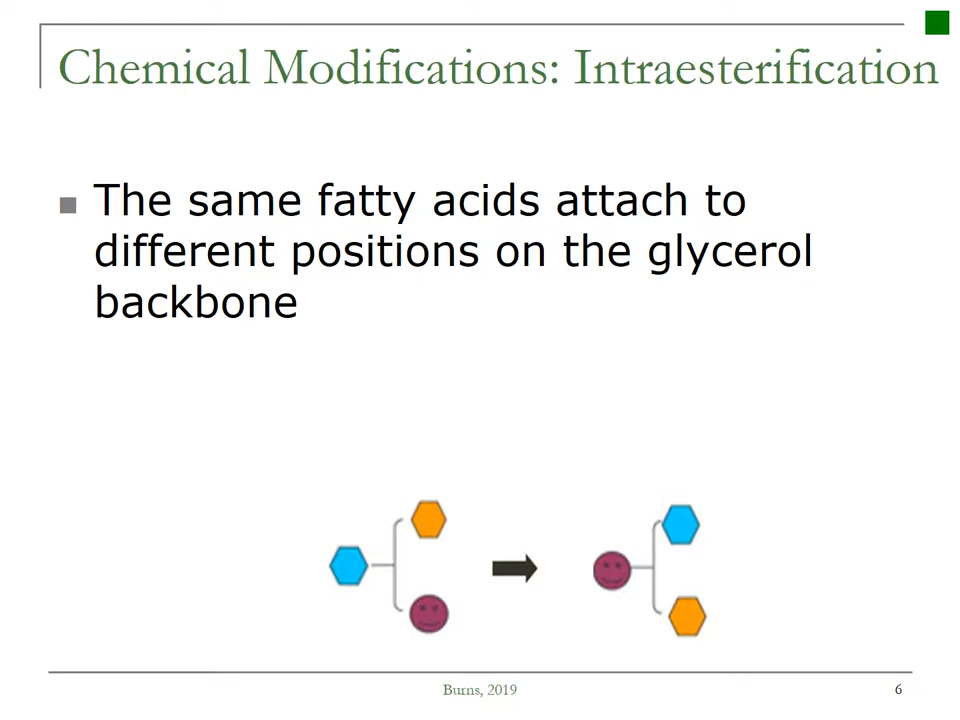 Chemical Modifications: Intraesterification
The same fatty acids attach to
different positions on the glycerol
backbone
Burns, 2019
6